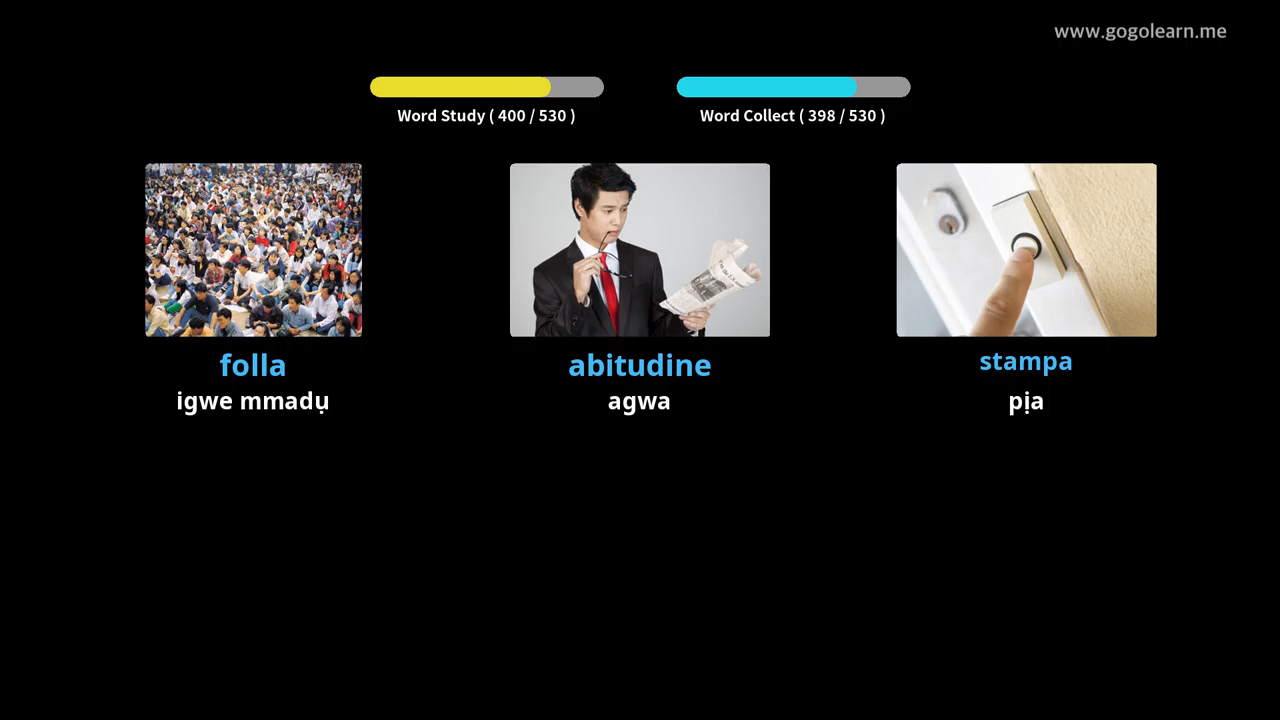 www.gogolearn.me
Word Study ( 400 / 530 )
Word Collect ( 398 / 530 )
folla
abitudine
stampa
igwe mmadụ
agwa
pịa